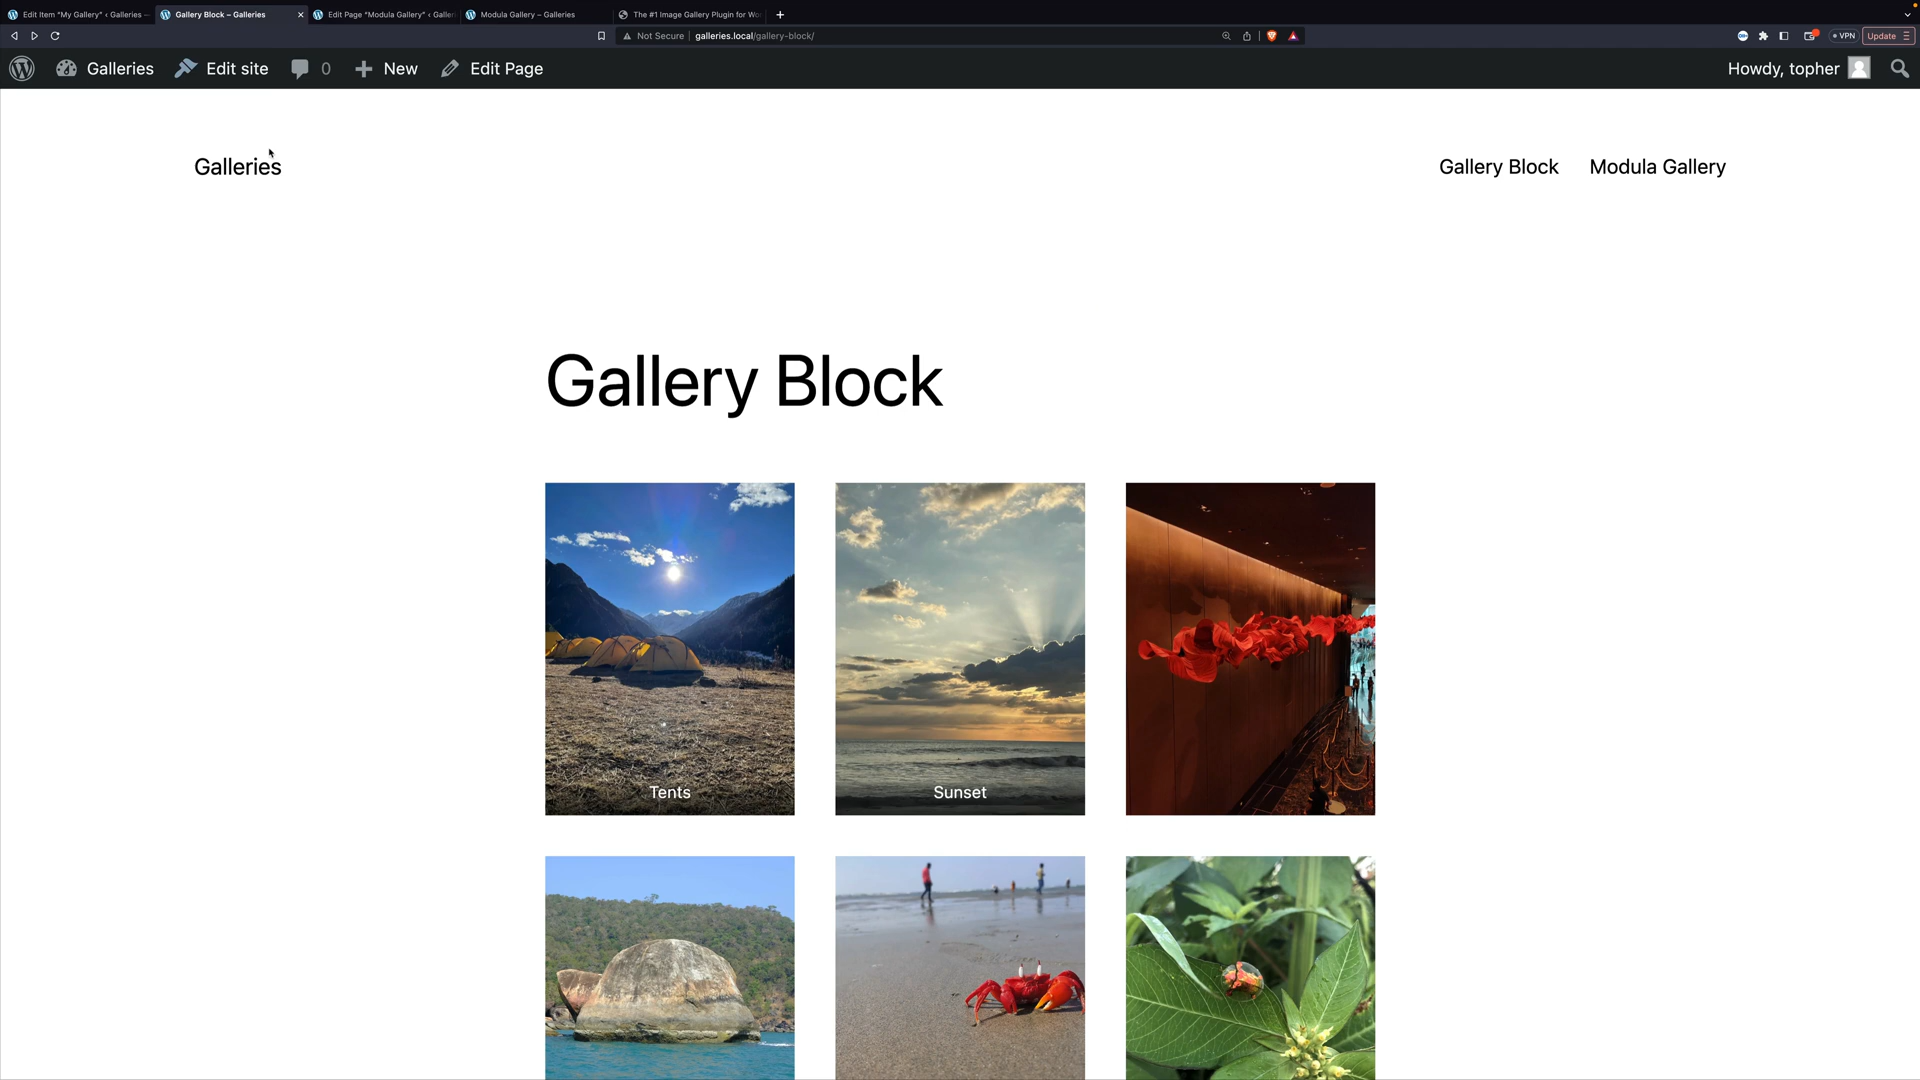 Edit Item "My Gallery" ‹ Galleries —
Gallery Block – Galleries
Edit Page "Modula Gallery" ‹ Galler
Modula Gallery – Galleries
The #1 Image Gallery Plugin for Wo
Not Secure
galleries.local/gallery-block/
VPN
Update
Galleries
Edit site
0
New
Edit Page
Howdy, topher
Galleries
Gallery Block
Modula Gallery
Gallery Block
Tents
Sunset